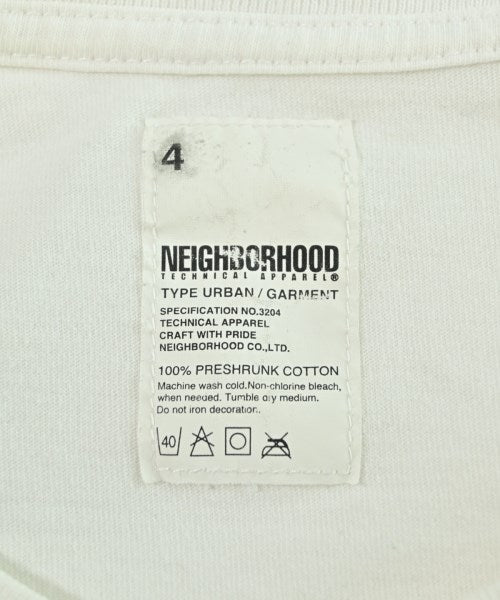 4
NEIGHBORHOOD
TECHNICAL APPAREL®
TYPE URBAN / GARMENT
SPECIFICATION NO.3204
TECHNICAL APPAREL
CRAFT WITH PRIDE
NEIGHBORHOOD CO.,LTD.
100% PRESHRUNK COTTON
Machine wash cold.Non-chlorine bleach,
when needed. Tumble dry medium.
Do not iron decoration.
40